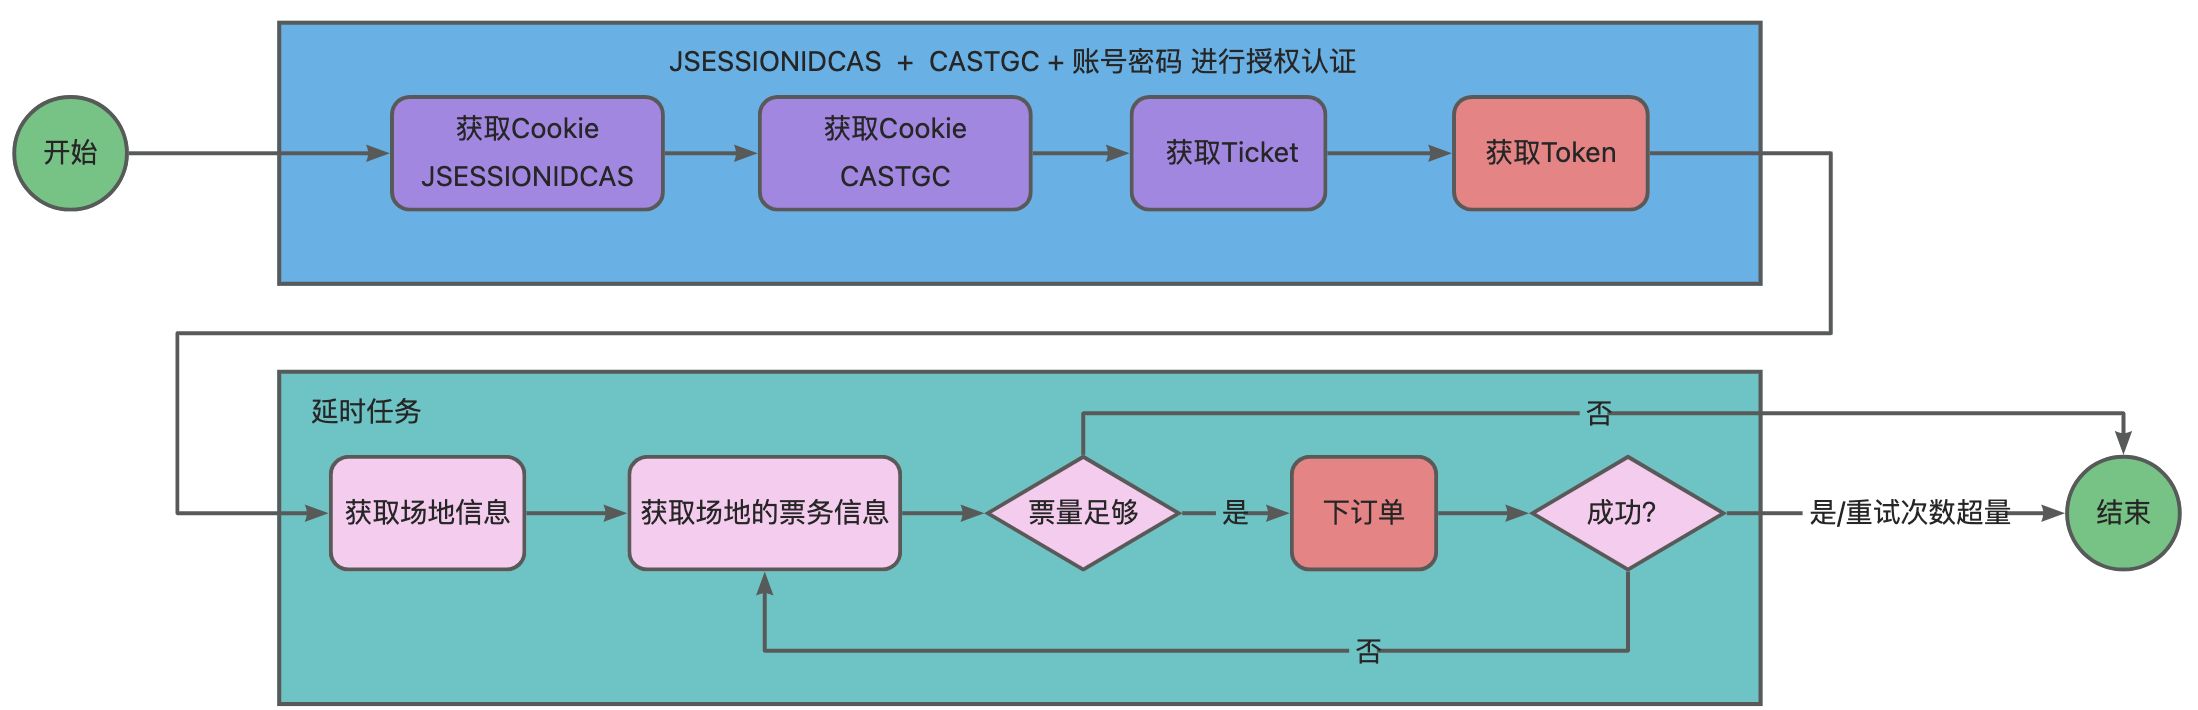 JSESSIONIDCAS + CASTGC + 账号密码 进行授权认证
开始
获取Cookie
JSESSIONIDCAS
获取Cookie
CASTGC
获取Ticket
获取Token
延时任务
否
获取场地信息
获取场地的票务信息
票量足够
是
下订单
成功?
是/重试次数超量
结束
否